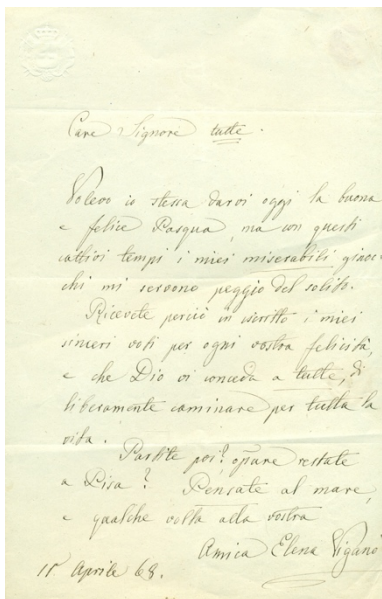 Care Signore tutte.
Volevo io stessa darvi oggi la buona
e felice Pasqua, ma con questi
cattivi tempi i miei miserabili ginoc-
chi mi servono peggio del solito.
Ricevete perciò in iscritto i miei
sinceri voti per ogni vostra felicità,
e che Dio vi conceda a tutte, di
liberamente caminare per tutta la
vita.
Partite poi? opure restate
a Pisa? Pensate al mare,
e qualche volta alla vostra
Amica Elena Viganò
Aprile 68.